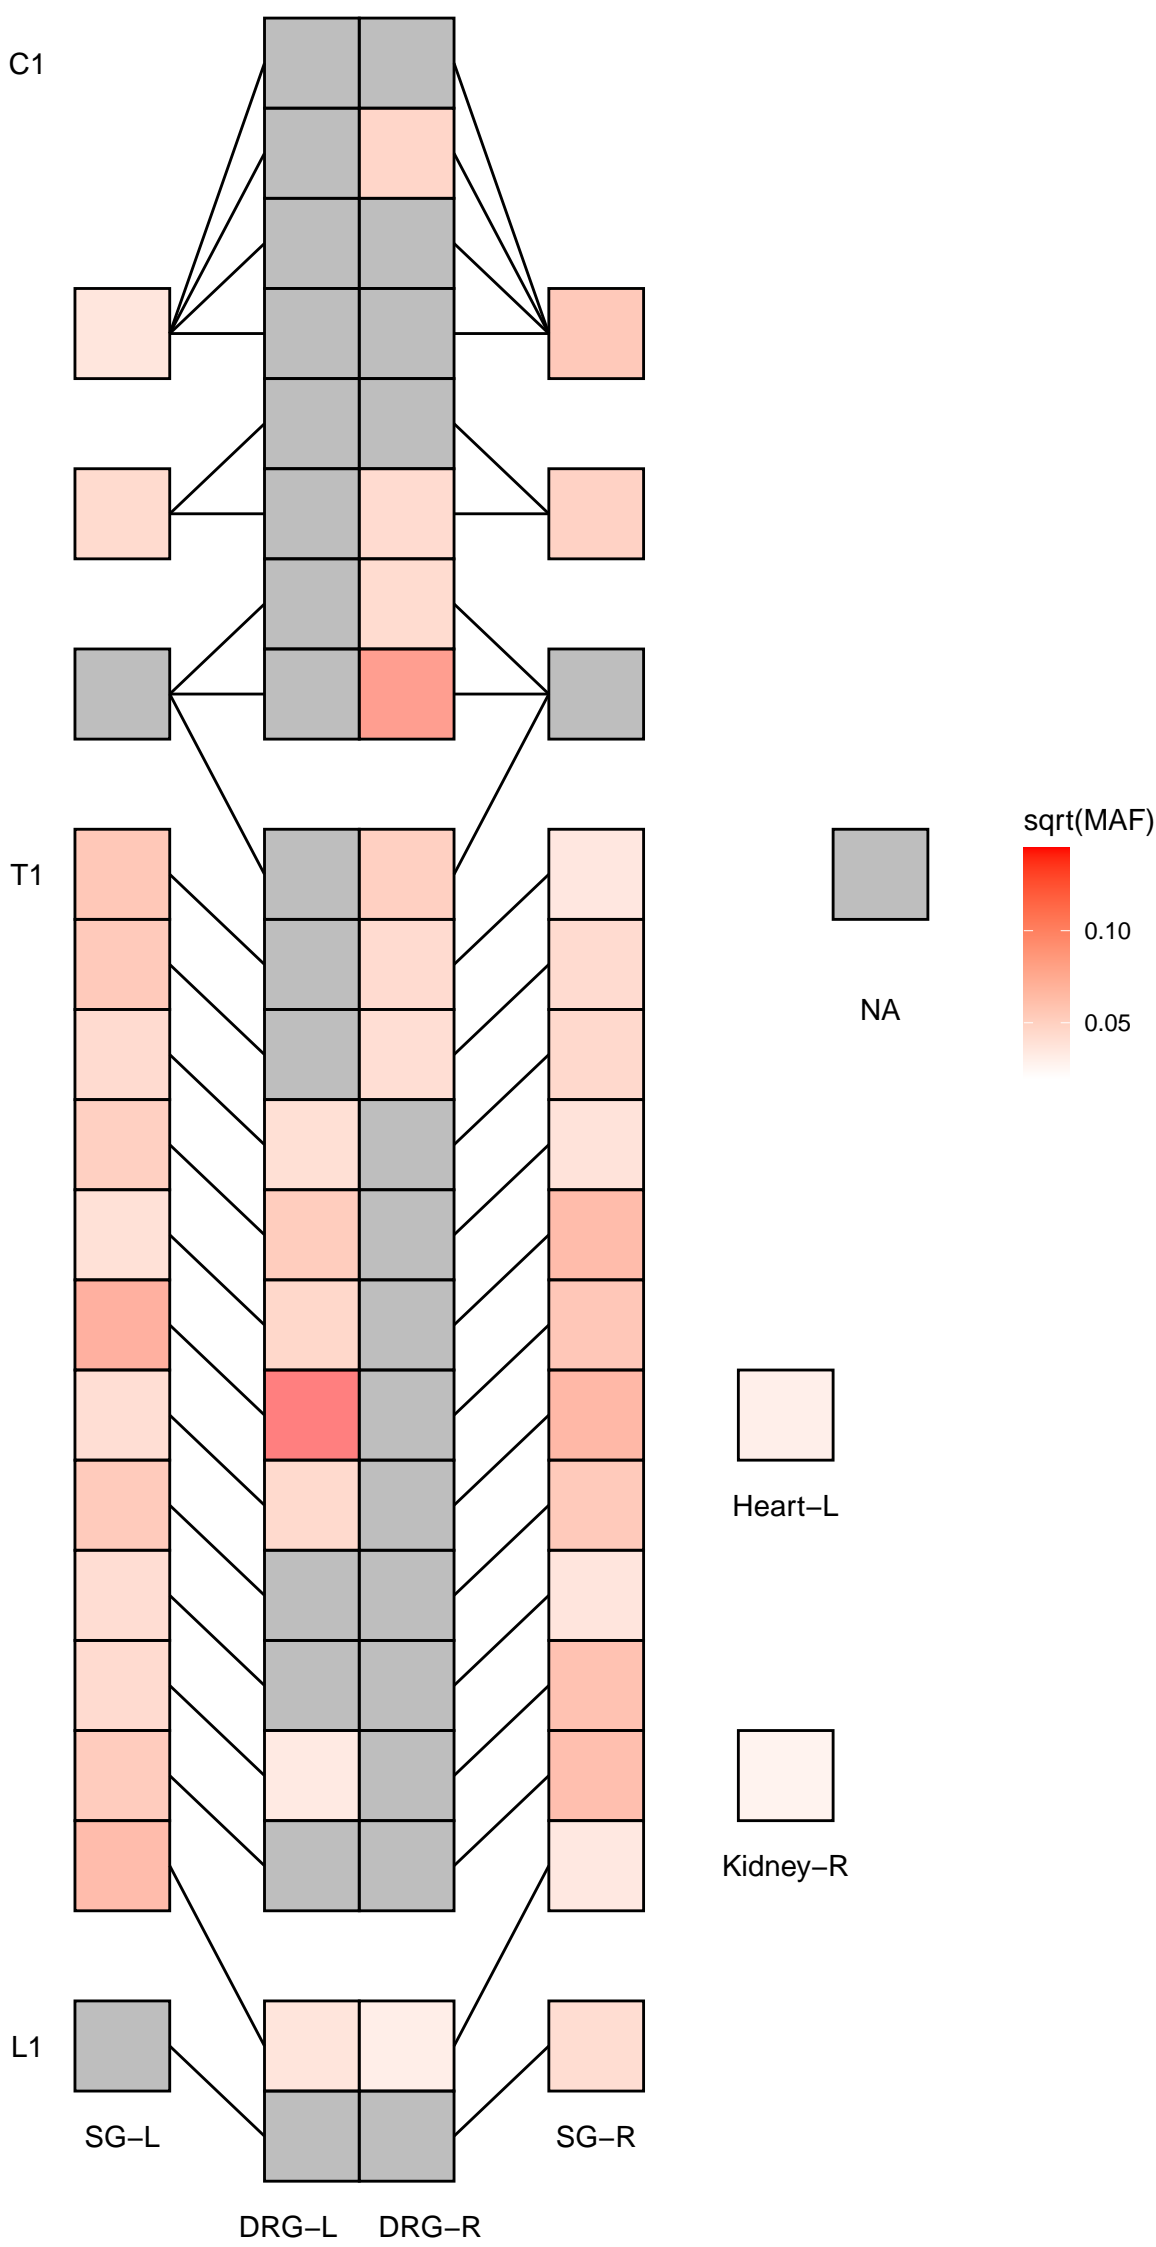 C1
sqrt(MAF)
T1
0.10
NA
0.05
Heart−L
Kidney−R
L1
SG−L
SG−R
DRG−L
DRG−R